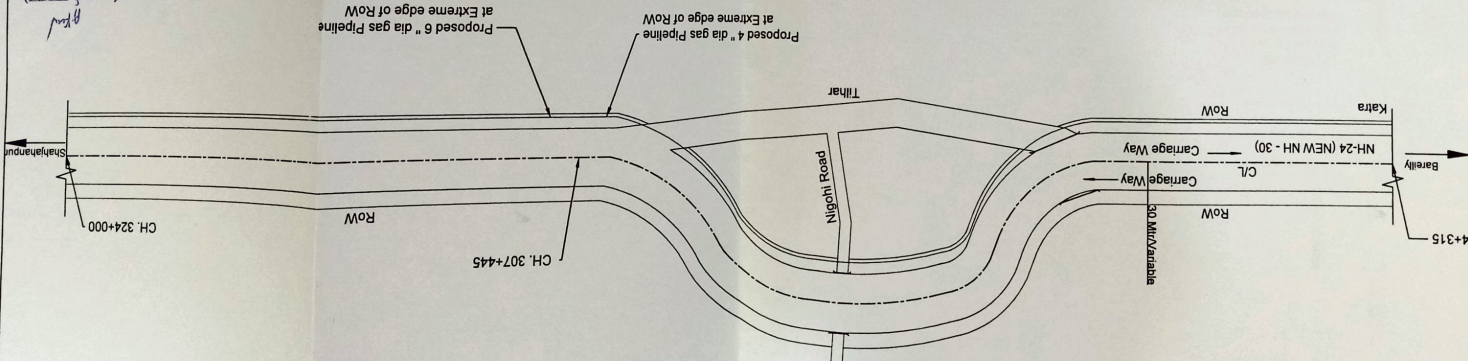 CH. 307+445
4+315
30 Mtr/Variable
CH. 324+000
RoW
RoW
Carriage Way
C/L
Bareilly
NH-24 (NEW NH - 30)
Carriage Way
Nigohi Road
Shahjahanpur
Katra
RoW
Tilhar
Proposed 4" dia gas Pipeline
at Extreme edge of RoW
Proposed 6" dia gas Pipeline
at Extreme edge of RoW